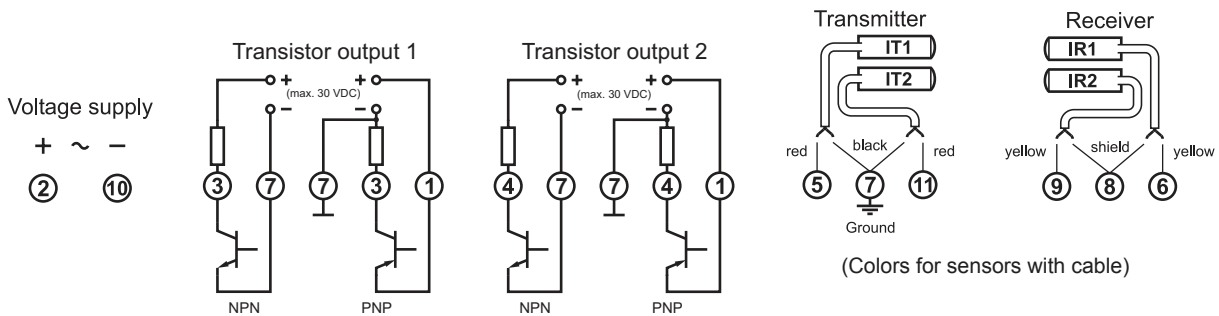 Voltage supply
+ ~ −
2 10
Transistor output 1
+ +
(max. 30 VDC)
− −
3 7 7 3 1
NPN PNP
Transistor output 2
+ +
(max. 30 VDC)
− −
4 7 7 4 1
NPN PNP
Transmitter
IT1
IT2
red black red
5 7 11
Ground
Receiver
IR1
IR2
yellow shield yellow
9 8 6
(Colors for sensors with cable)